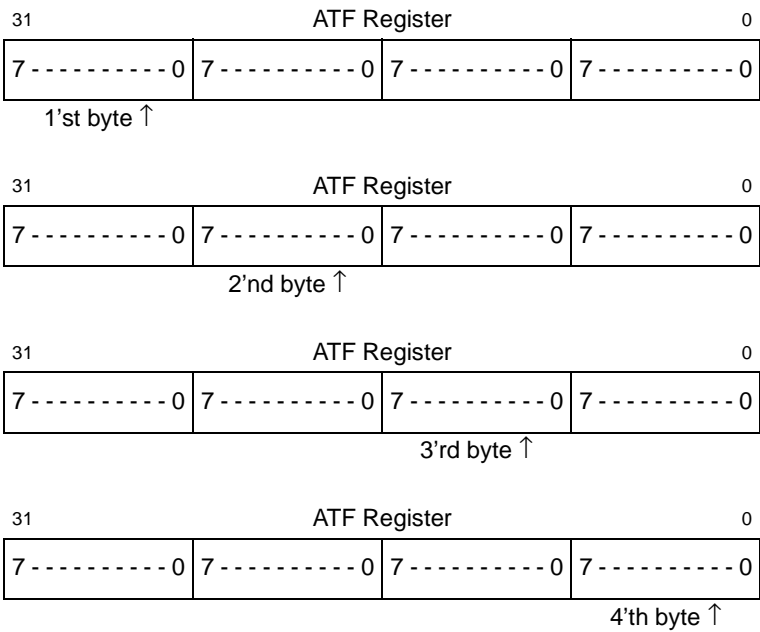 31 ATF Register 0
7 - - - - - - - - - - 0 7 - - - - - - - - - - 0 7 - - - - - - - - - - 0 7 - - - - - - - - - - 0
1’st byte ↑
31 ATF Register 0
7 - - - - - - - - - - 0 7 - - - - - - - - - - 0 7 - - - - - - - - - - 0 7 - - - - - - - - - - 0
2’nd byte ↑
31 ATF Register 0
7 - - - - - - - - - - 0 7 - - - - - - - - - - 0 7 - - - - - - - - - - 0 7 - - - - - - - - - - 0
3’rd byte ↑
31 ATF Register 0
7 - - - - - - - - - - 0 7 - - - - - - - - - - 0 7 - - - - - - - - - - 0 7 - - - - - - - - - - 0
4’th byte ↑